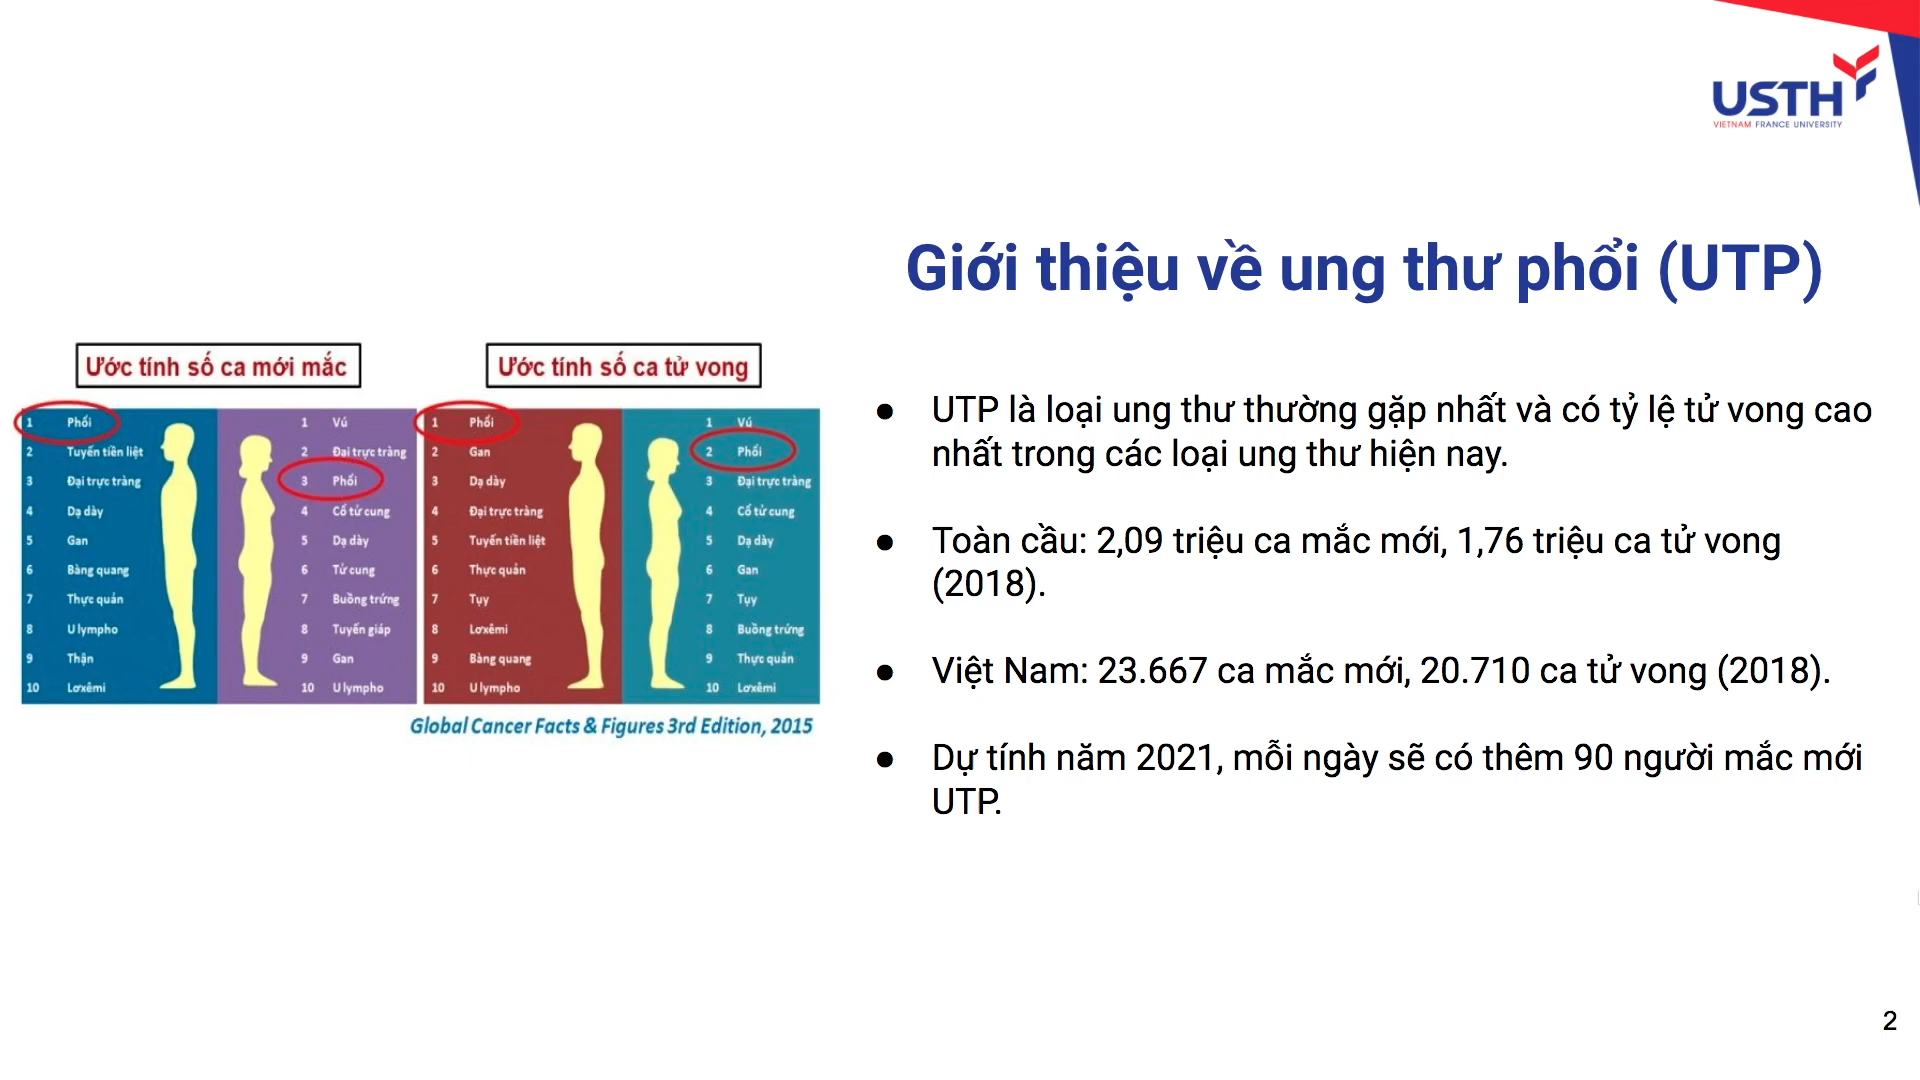 USTH
VIETNAM FRANCE UNIVERSITY
Giới thiệu về ung thư phổi (UTP)
Ước tính số ca mới mắc
1 Phổi
2 Tuyến tiền liệt
3 Đại trực tràng
4 Dạ dày
5 Gan
6 Bàng quang
7 Thực quản
8 U lympho
9 Thận
10 Lơxêmi
1 Vú
2 Đại trực tràng
3 Phổi
4 Cổ tử cung
5 Dạ dày
6 Tử cung
7 Buồng trứng
8 Tuyến giáp
9 Gan
10 U lympho
Ước tính số ca tử vong
1 Phổi
2 Gan
3 Dạ dày
4 Đại trực tràng
5 Tuyến tiền liệt
6 Thực quản
7 Tụy
8 Lơxêmi
9 Bàng quang
10 U lympho
1 Vú
2 Phổi
3 Đại trực tràng
4 Cổ tử cung
5 Dạ dày
6 Gan
7 Tụy
8 Buồng trứng
9 Thực quản
10 Lơxêmi
Global Cancer Facts & Figures 3rd Edition, 2015
● UTP là loại ung thư thường gặp nhất và có tỷ lệ tử vong cao
nhất trong các loại ung thư hiện nay.
● Toàn cầu: 2,09 triệu ca mắc mới, 1,76 triệu ca tử vong
(2018).
● Việt Nam: 23.667 ca mắc mới, 20.710 ca tử vong (2018).
● Dự tính năm 2021, mỗi ngày sẽ có thêm 90 người mắc mới
UTP.
2